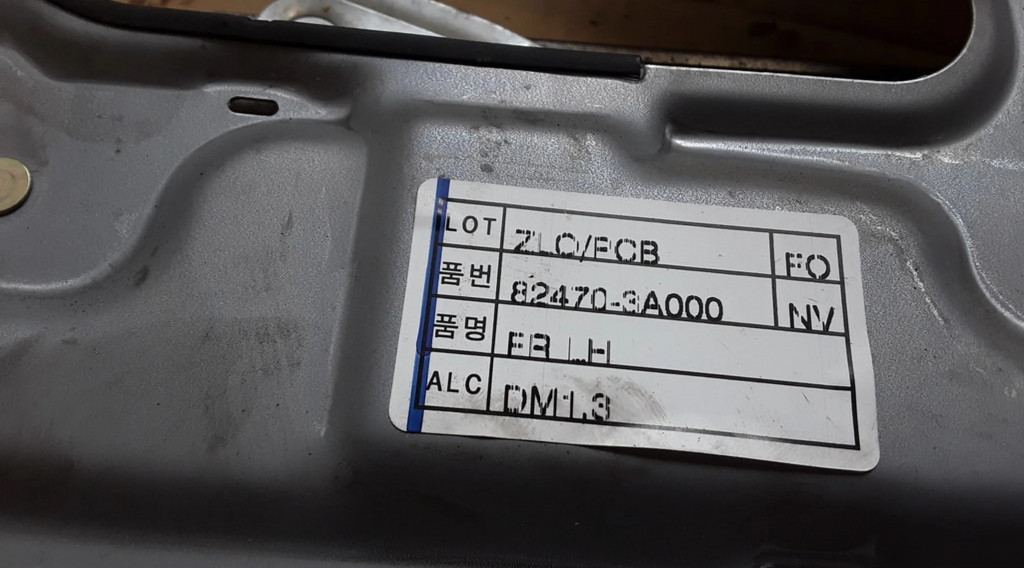 LOT ZLC/PCB FO
품번 82470-3A000 NV
품명 FR LH
ALC DM1.3